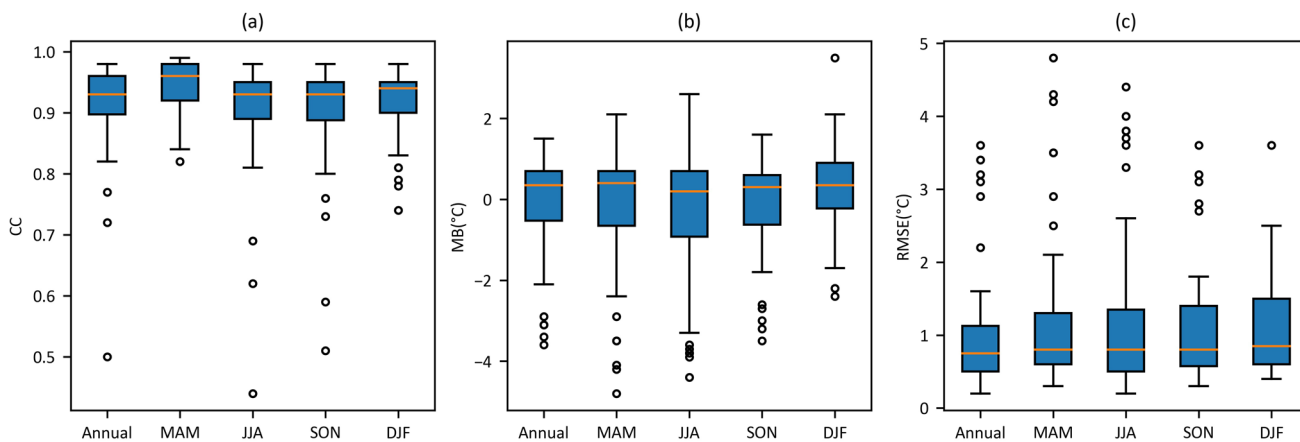 (a)
CC
1.0
0.9
0.8
0.7
0.6
0.5
Annual MAM JJA SON DJF
(b)
MB(°C)
2
0
−2
−4
Annual MAM JJA SON DJF
(c)
RMSE(°C)
5
4
3
2
1
0
Annual MAM JJA SON DJF